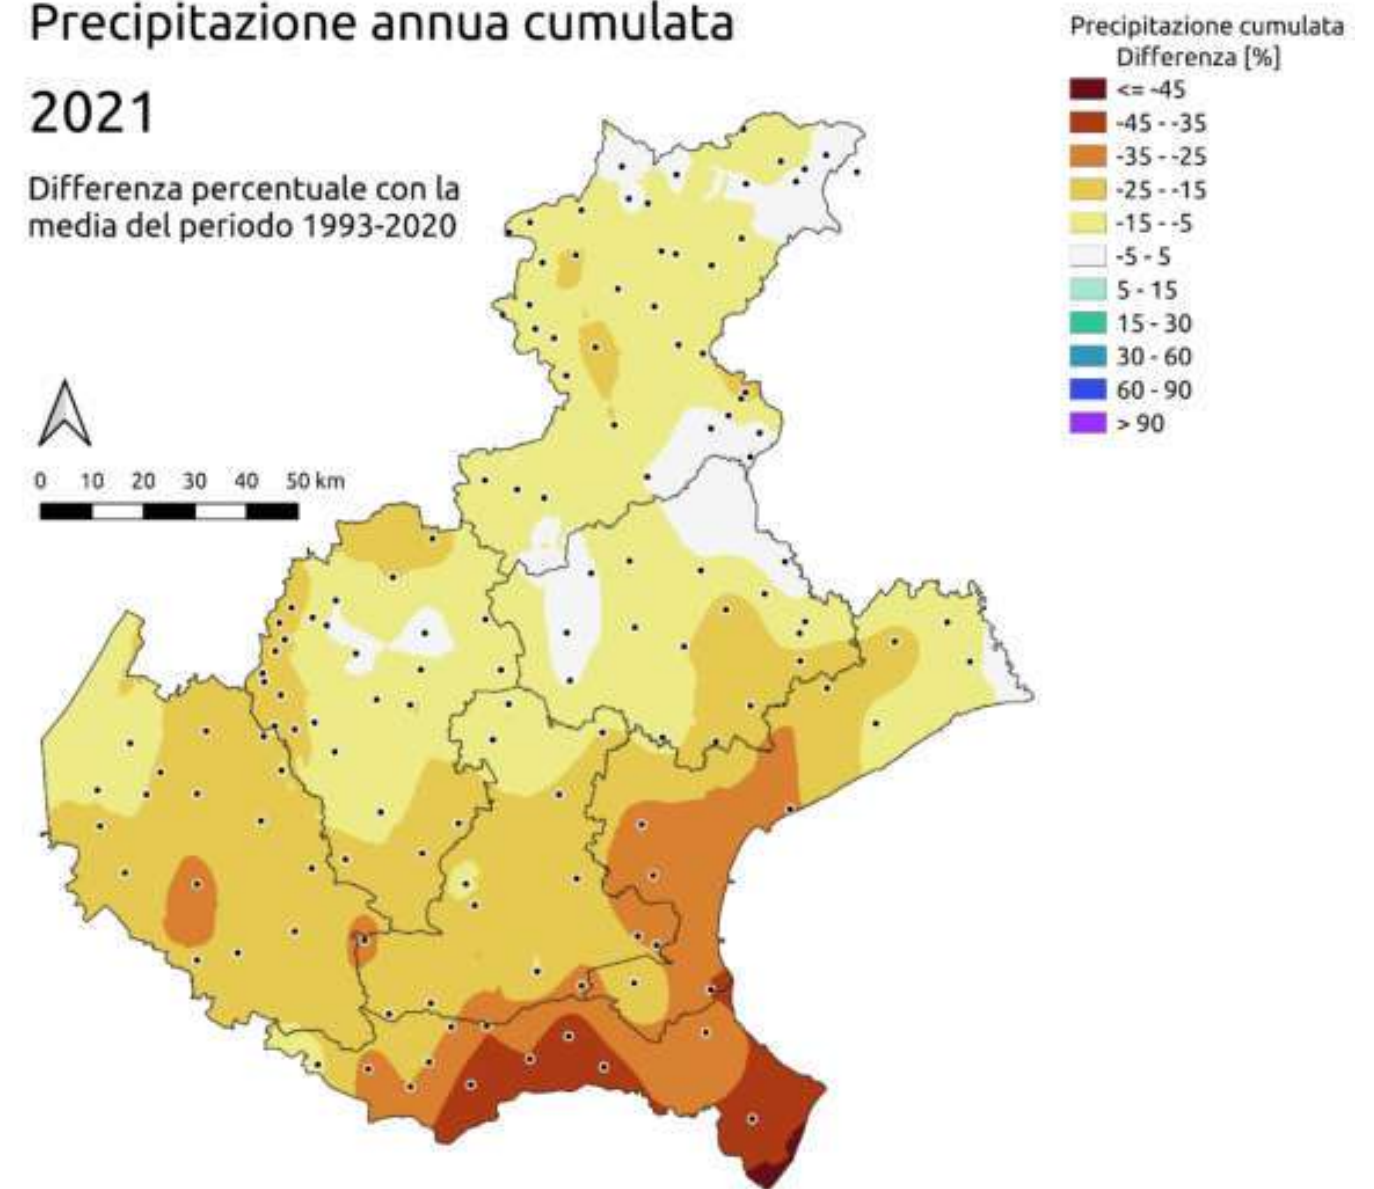 Precipitazione annua cumulata
2021
Differenza percentuale con la
media del periodo 1993-2020
0 10 20 30 40 50 km
Precipitazione cumulata
Differenza [%]
<= -45
-45 - -35
-35 - -25
-25 - -15
-15 - -5
-5 - 5
5 - 15
15 - 30
30 - 60
60 - 90
> 90